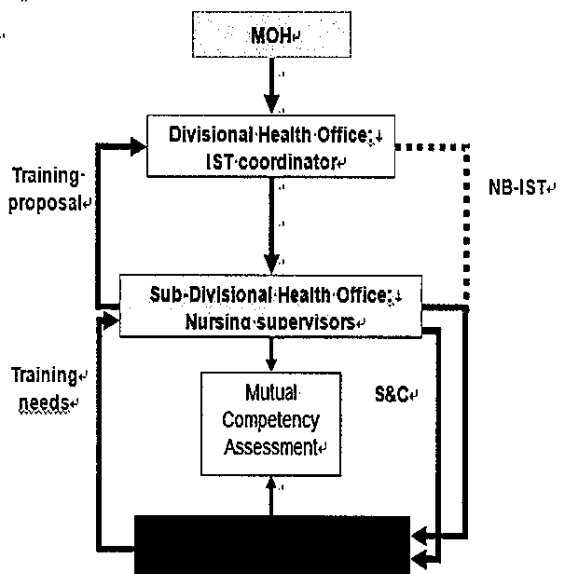 MOH
Divisional Health Office;
IST coordinator
Training
proposal
NB-IST
Sub-Divisional Health Office;
Nursing supervisors
Training
needs
Mutual
Competency
Assessment
S&C